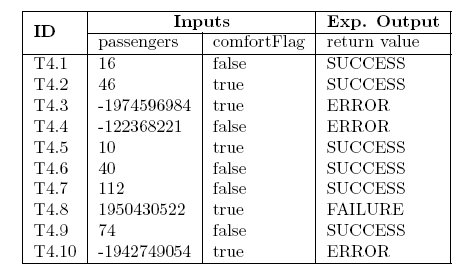 ID Inputs Exp. Output
passengers comfortFlag return value
T4.1 16 false SUCCESS
T4.2 46 true SUCCESS
T4.3 -1974596984 true ERROR
T4.4 -122368221 false ERROR
T4.5 10 true SUCCESS
T4.6 40 false SUCCESS
T4.7 112 false SUCCESS
T4.8 1950430522 true FAILURE
T4.9 74 false SUCCESS
T4.10 -1942749054 true ERROR